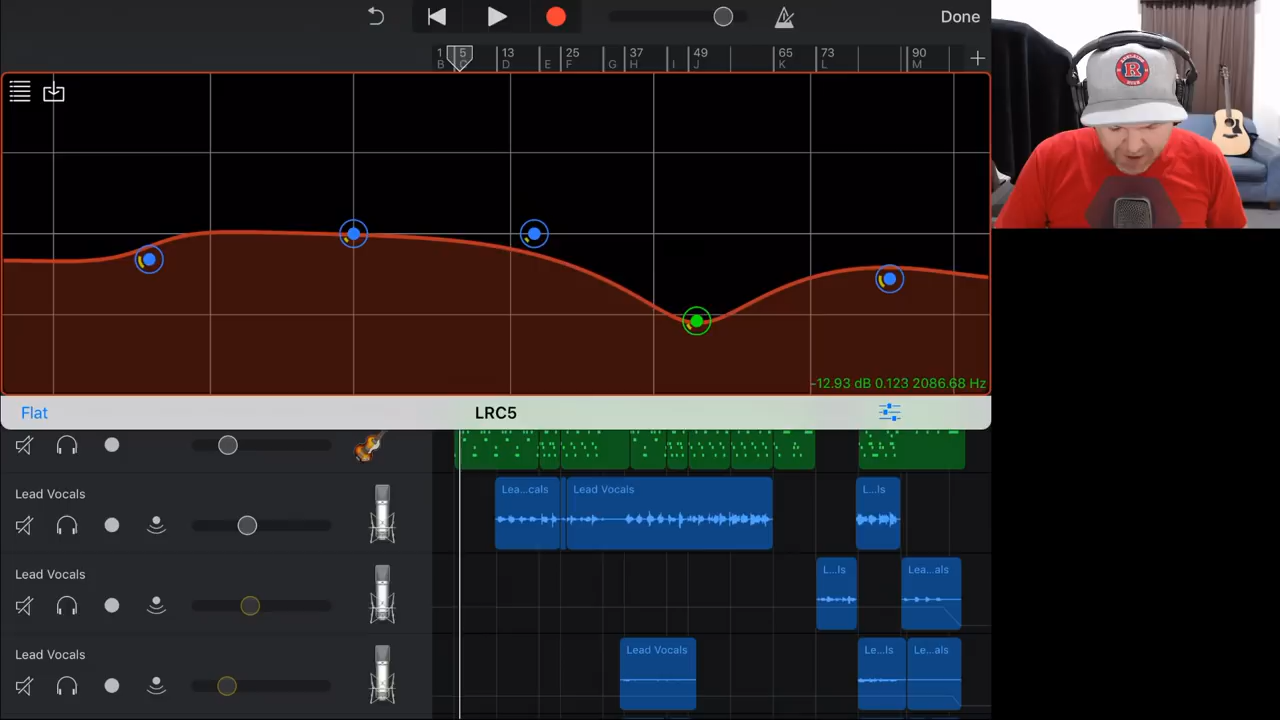 Done
1 5 13 25 37 49 65 73 90
B C D E F G H I J K L M
-12.93 dB 0.123 2086.68 Hz
Flat LRC5
Lead Vocals
Lea...cals Lead Vocals L...ls
Lead Vocals
L...ls Lea...als
Lead Vocals
Lead Vocals Le...ls Le...als